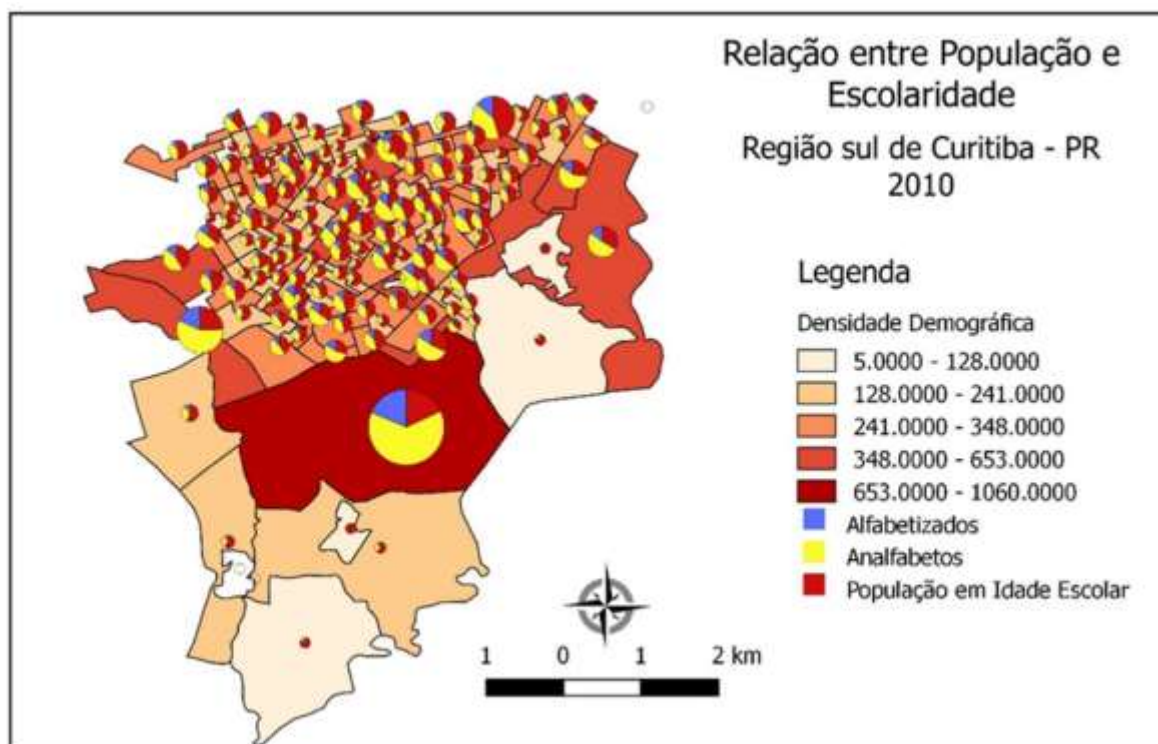 Relação entre População e
Escolaridade
Região sul de Curitiba - PR
2010
Legenda
Densidade Demográfica
5.0000 - 128.0000
128.0000 - 241.0000
241.0000 - 348.0000
348.0000 - 653.0000
653.0000 - 1060.0000
Alfabetizados
Analfabetos
População em Idade Escolar
1 0 1 2 km